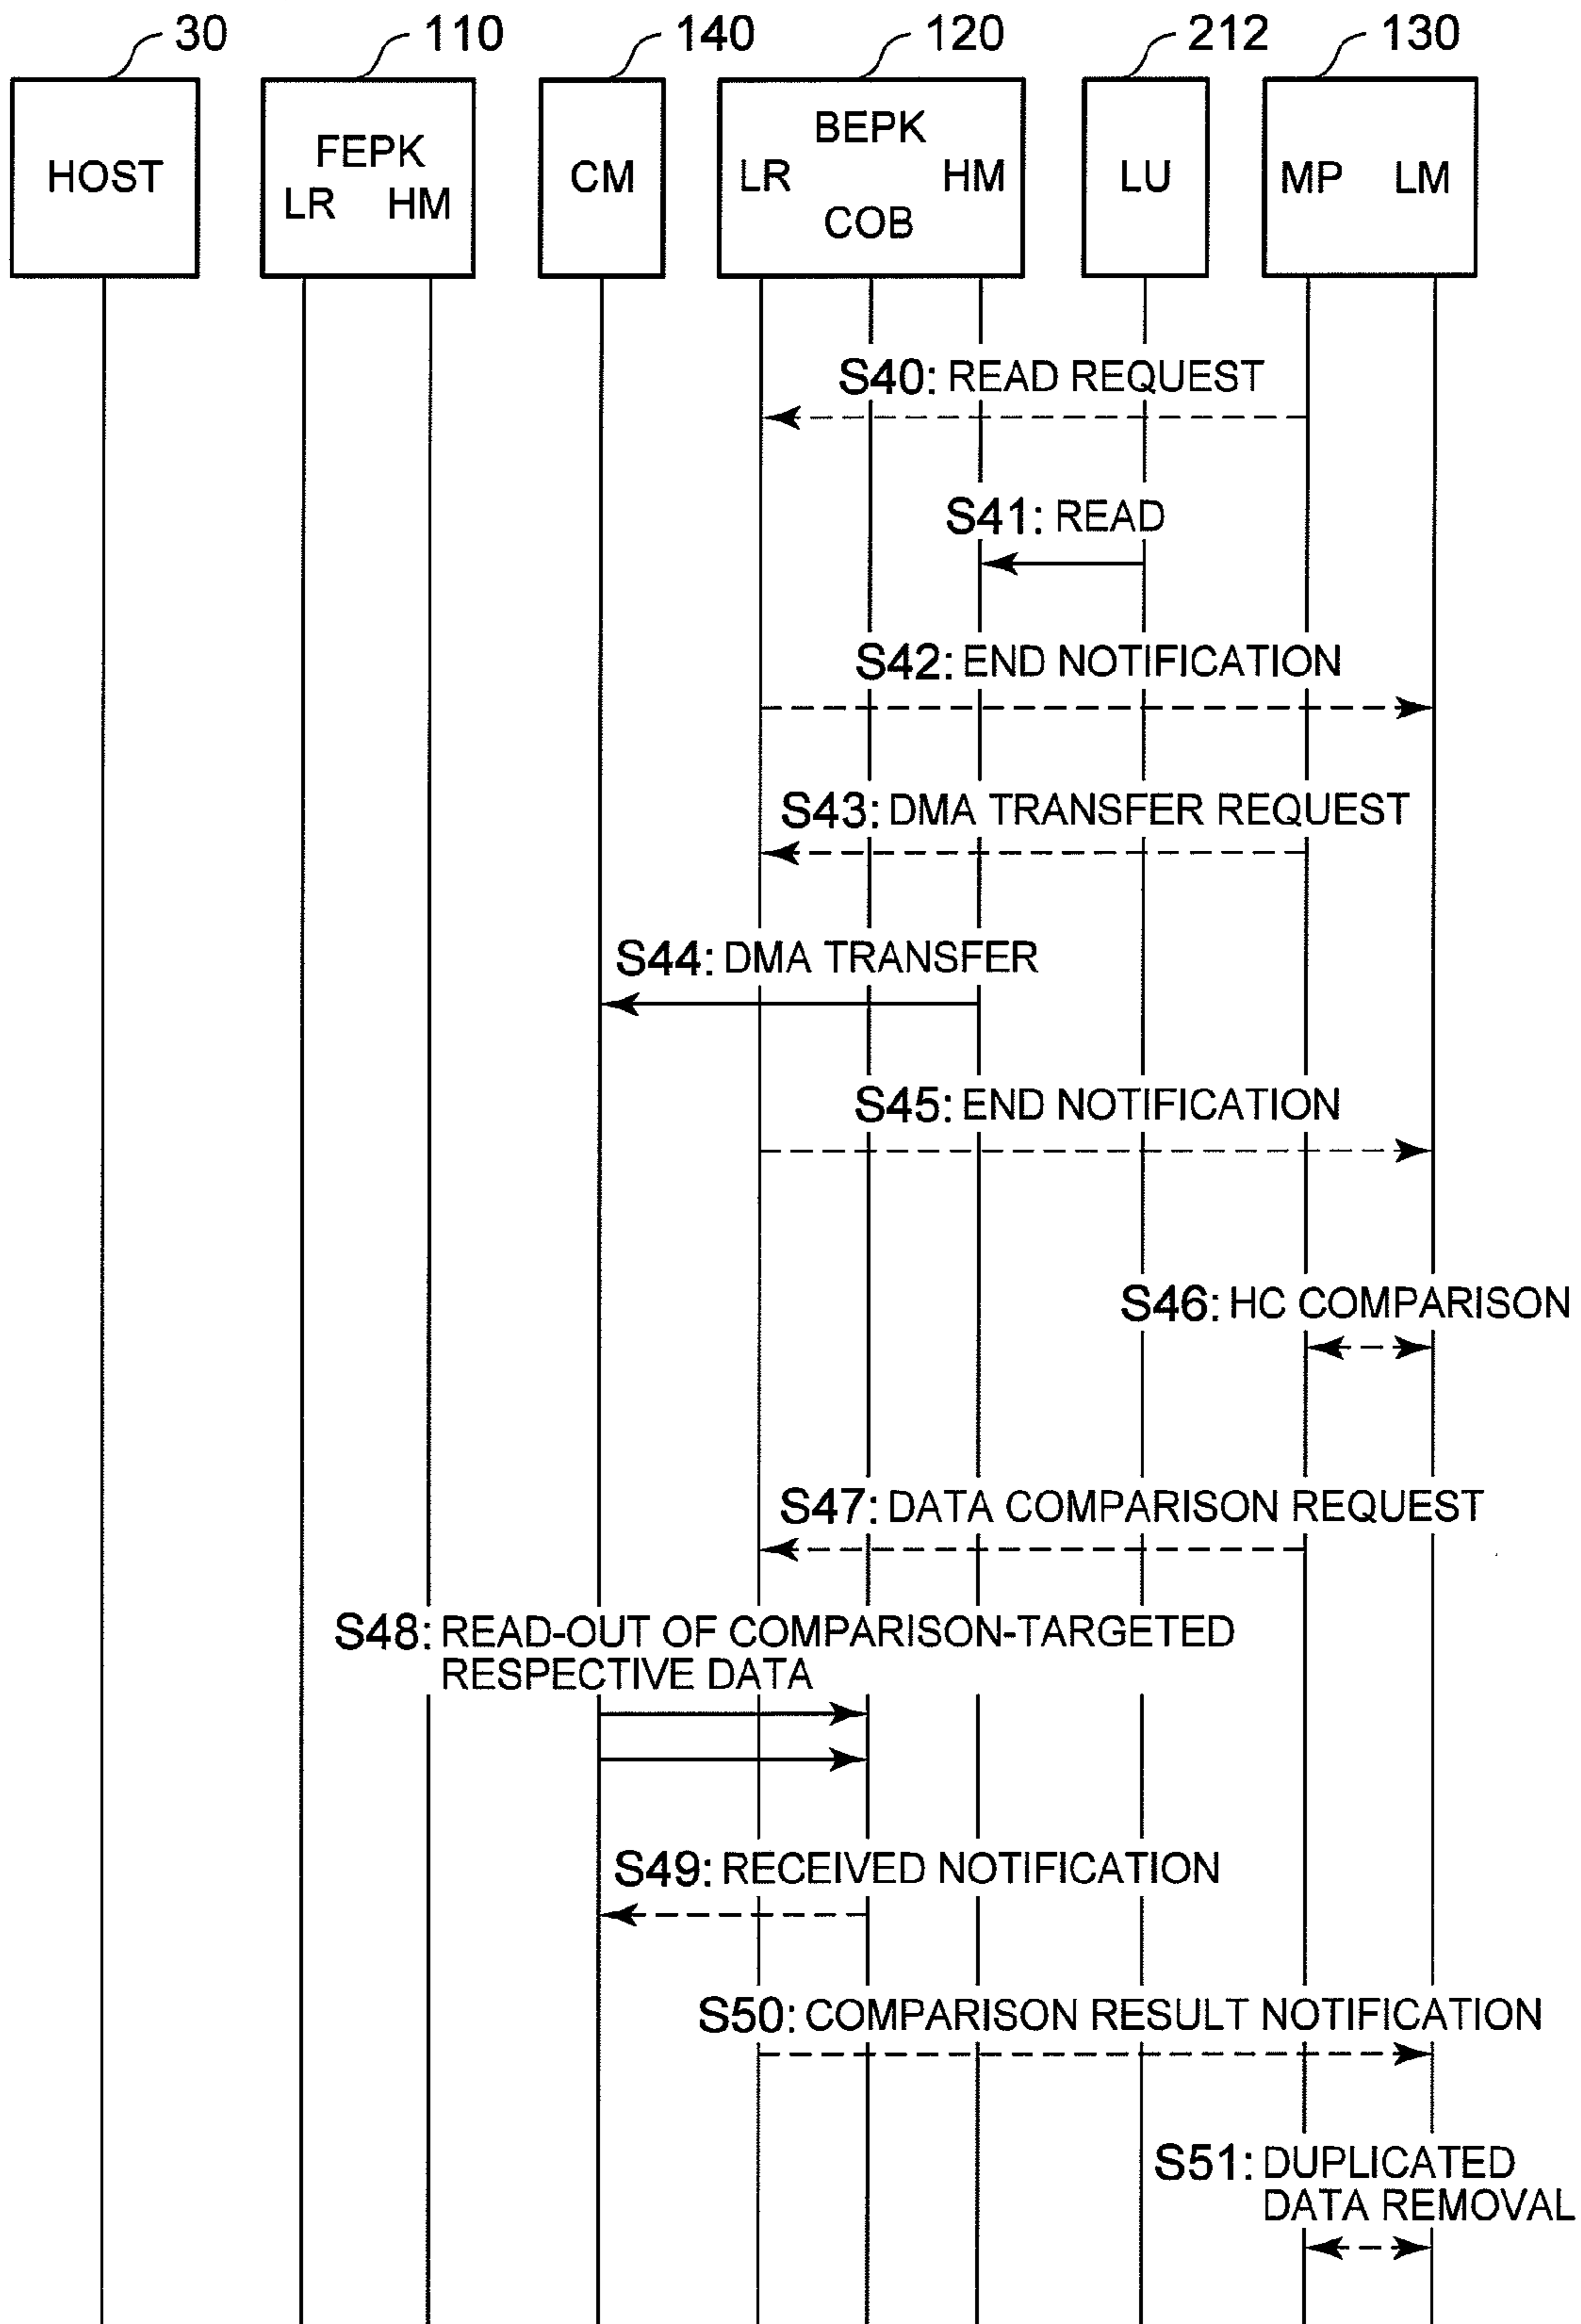 30 110 140 120 212 130
HOST
FEPK
LR HM
CM
BEPK
LR HM
COB
LU
MP LM
S40: READ REQUEST
S41: READ
S42: END NOTIFICATION
S43: DMA TRANSFER REQUEST
S44: DMA TRANSFER
S45: END NOTIFICATION
S46: HC COMPARISON
S47: DATA COMPARISON REQUEST
S48: READ-OUT OF COMPARISON-TARGETED
RESPECTIVE DATA
S49: RECEIVED NOTIFICATION
S50: COMPARISON RESULT NOTIFICATION
S51: DUPLICATED
DATA REMOVAL